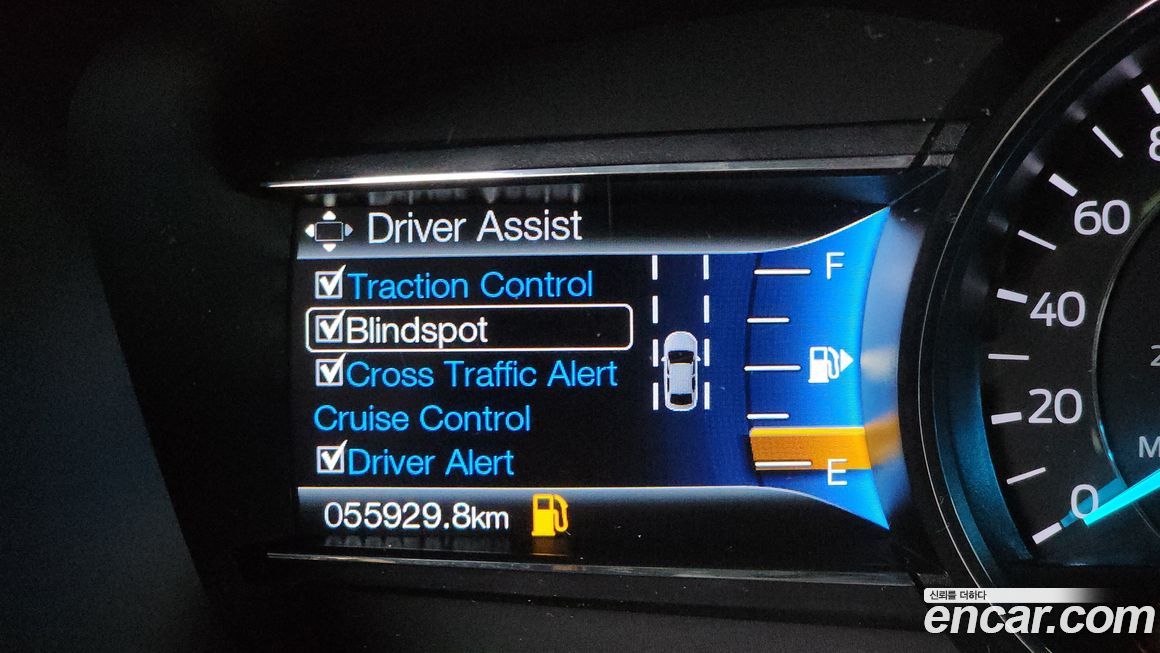 Driver Assist
Traction Control
Blindspot
Cross Traffic Alert
Cruise Control
Driver Alert
055929.8km
F
E
60
40
20
0
신뢰를 더하다
encar.com